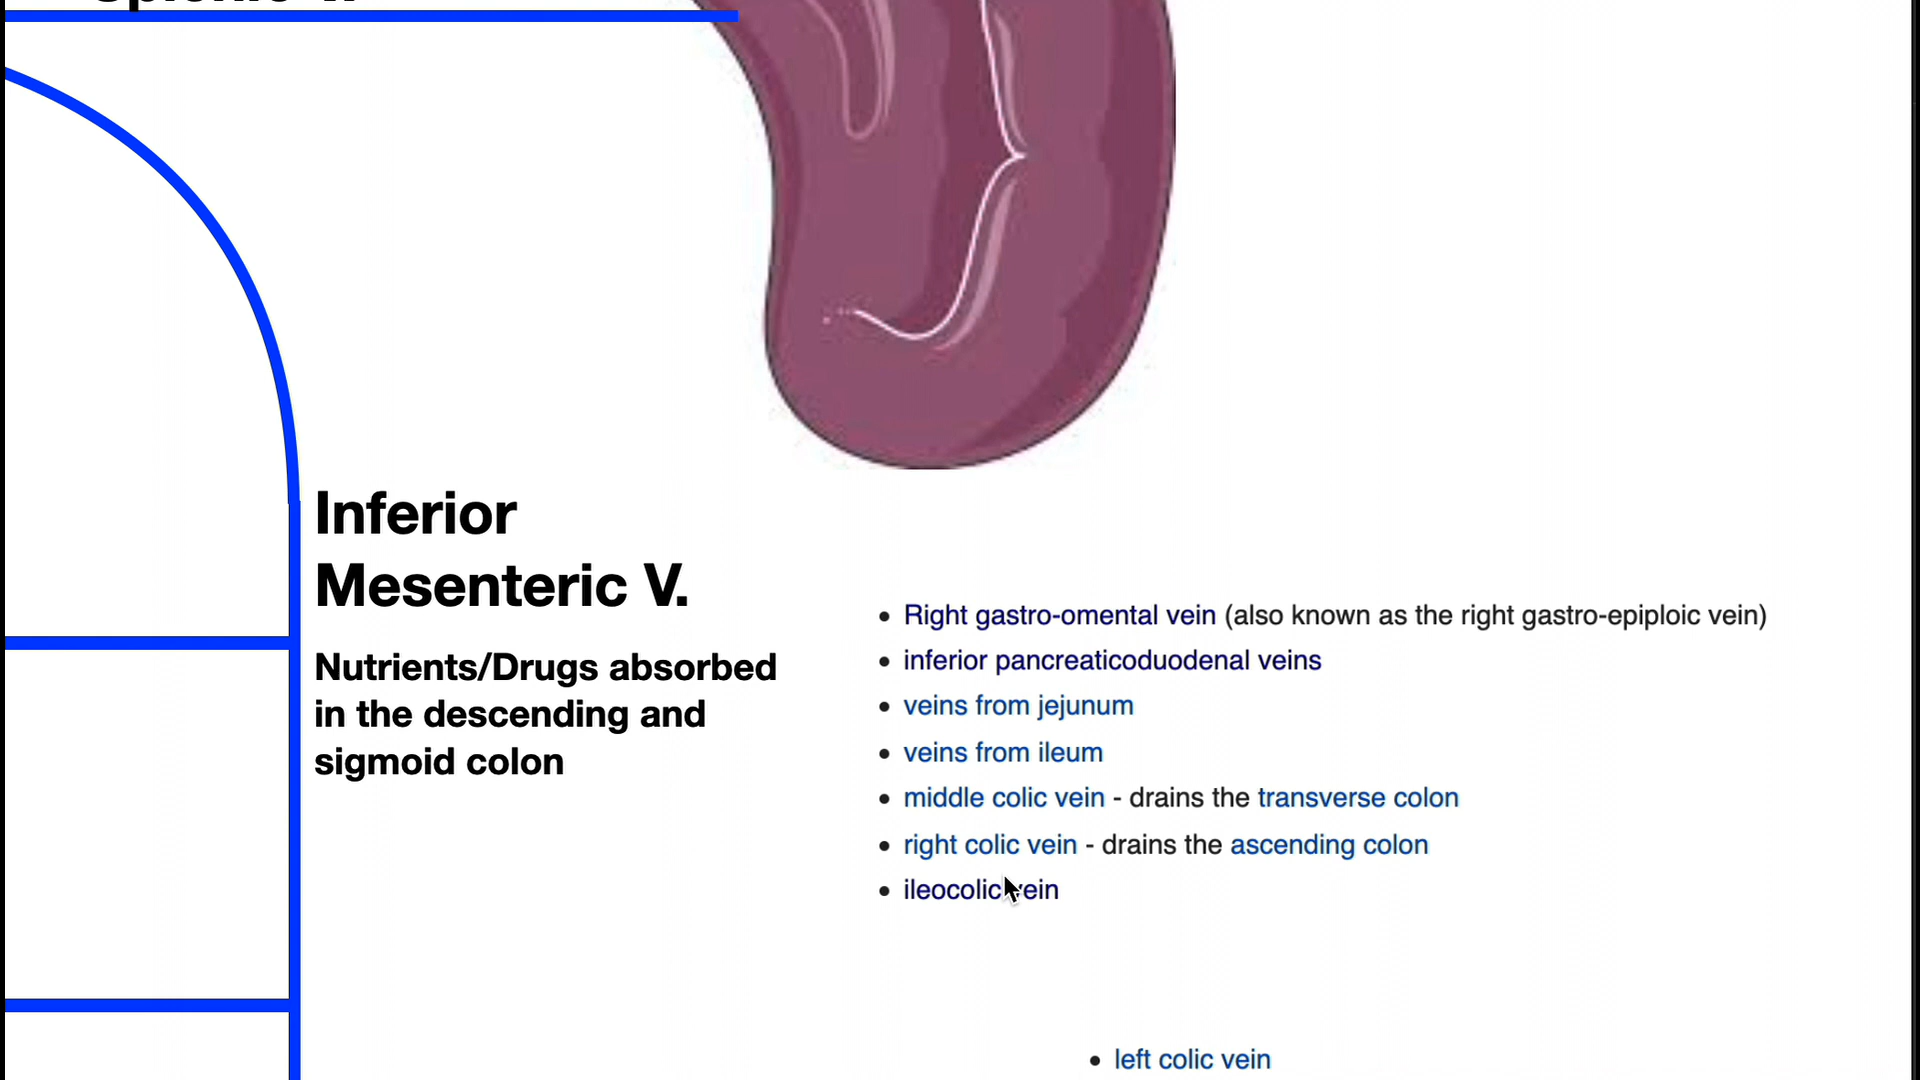 Splenic V.
Inferior
Mesenteric V.
Nutrients/Drugs absorbed
in the descending and
sigmoid colon
• Right gastro-omental vein (also known as the right gastro-epiploic vein)
• inferior pancreaticoduodenal veins
• veins from jejunum
• veins from ileum
• middle colic vein - drains the transverse colon
• right colic vein - drains the ascending colon
• ileocolic vein
• left colic vein